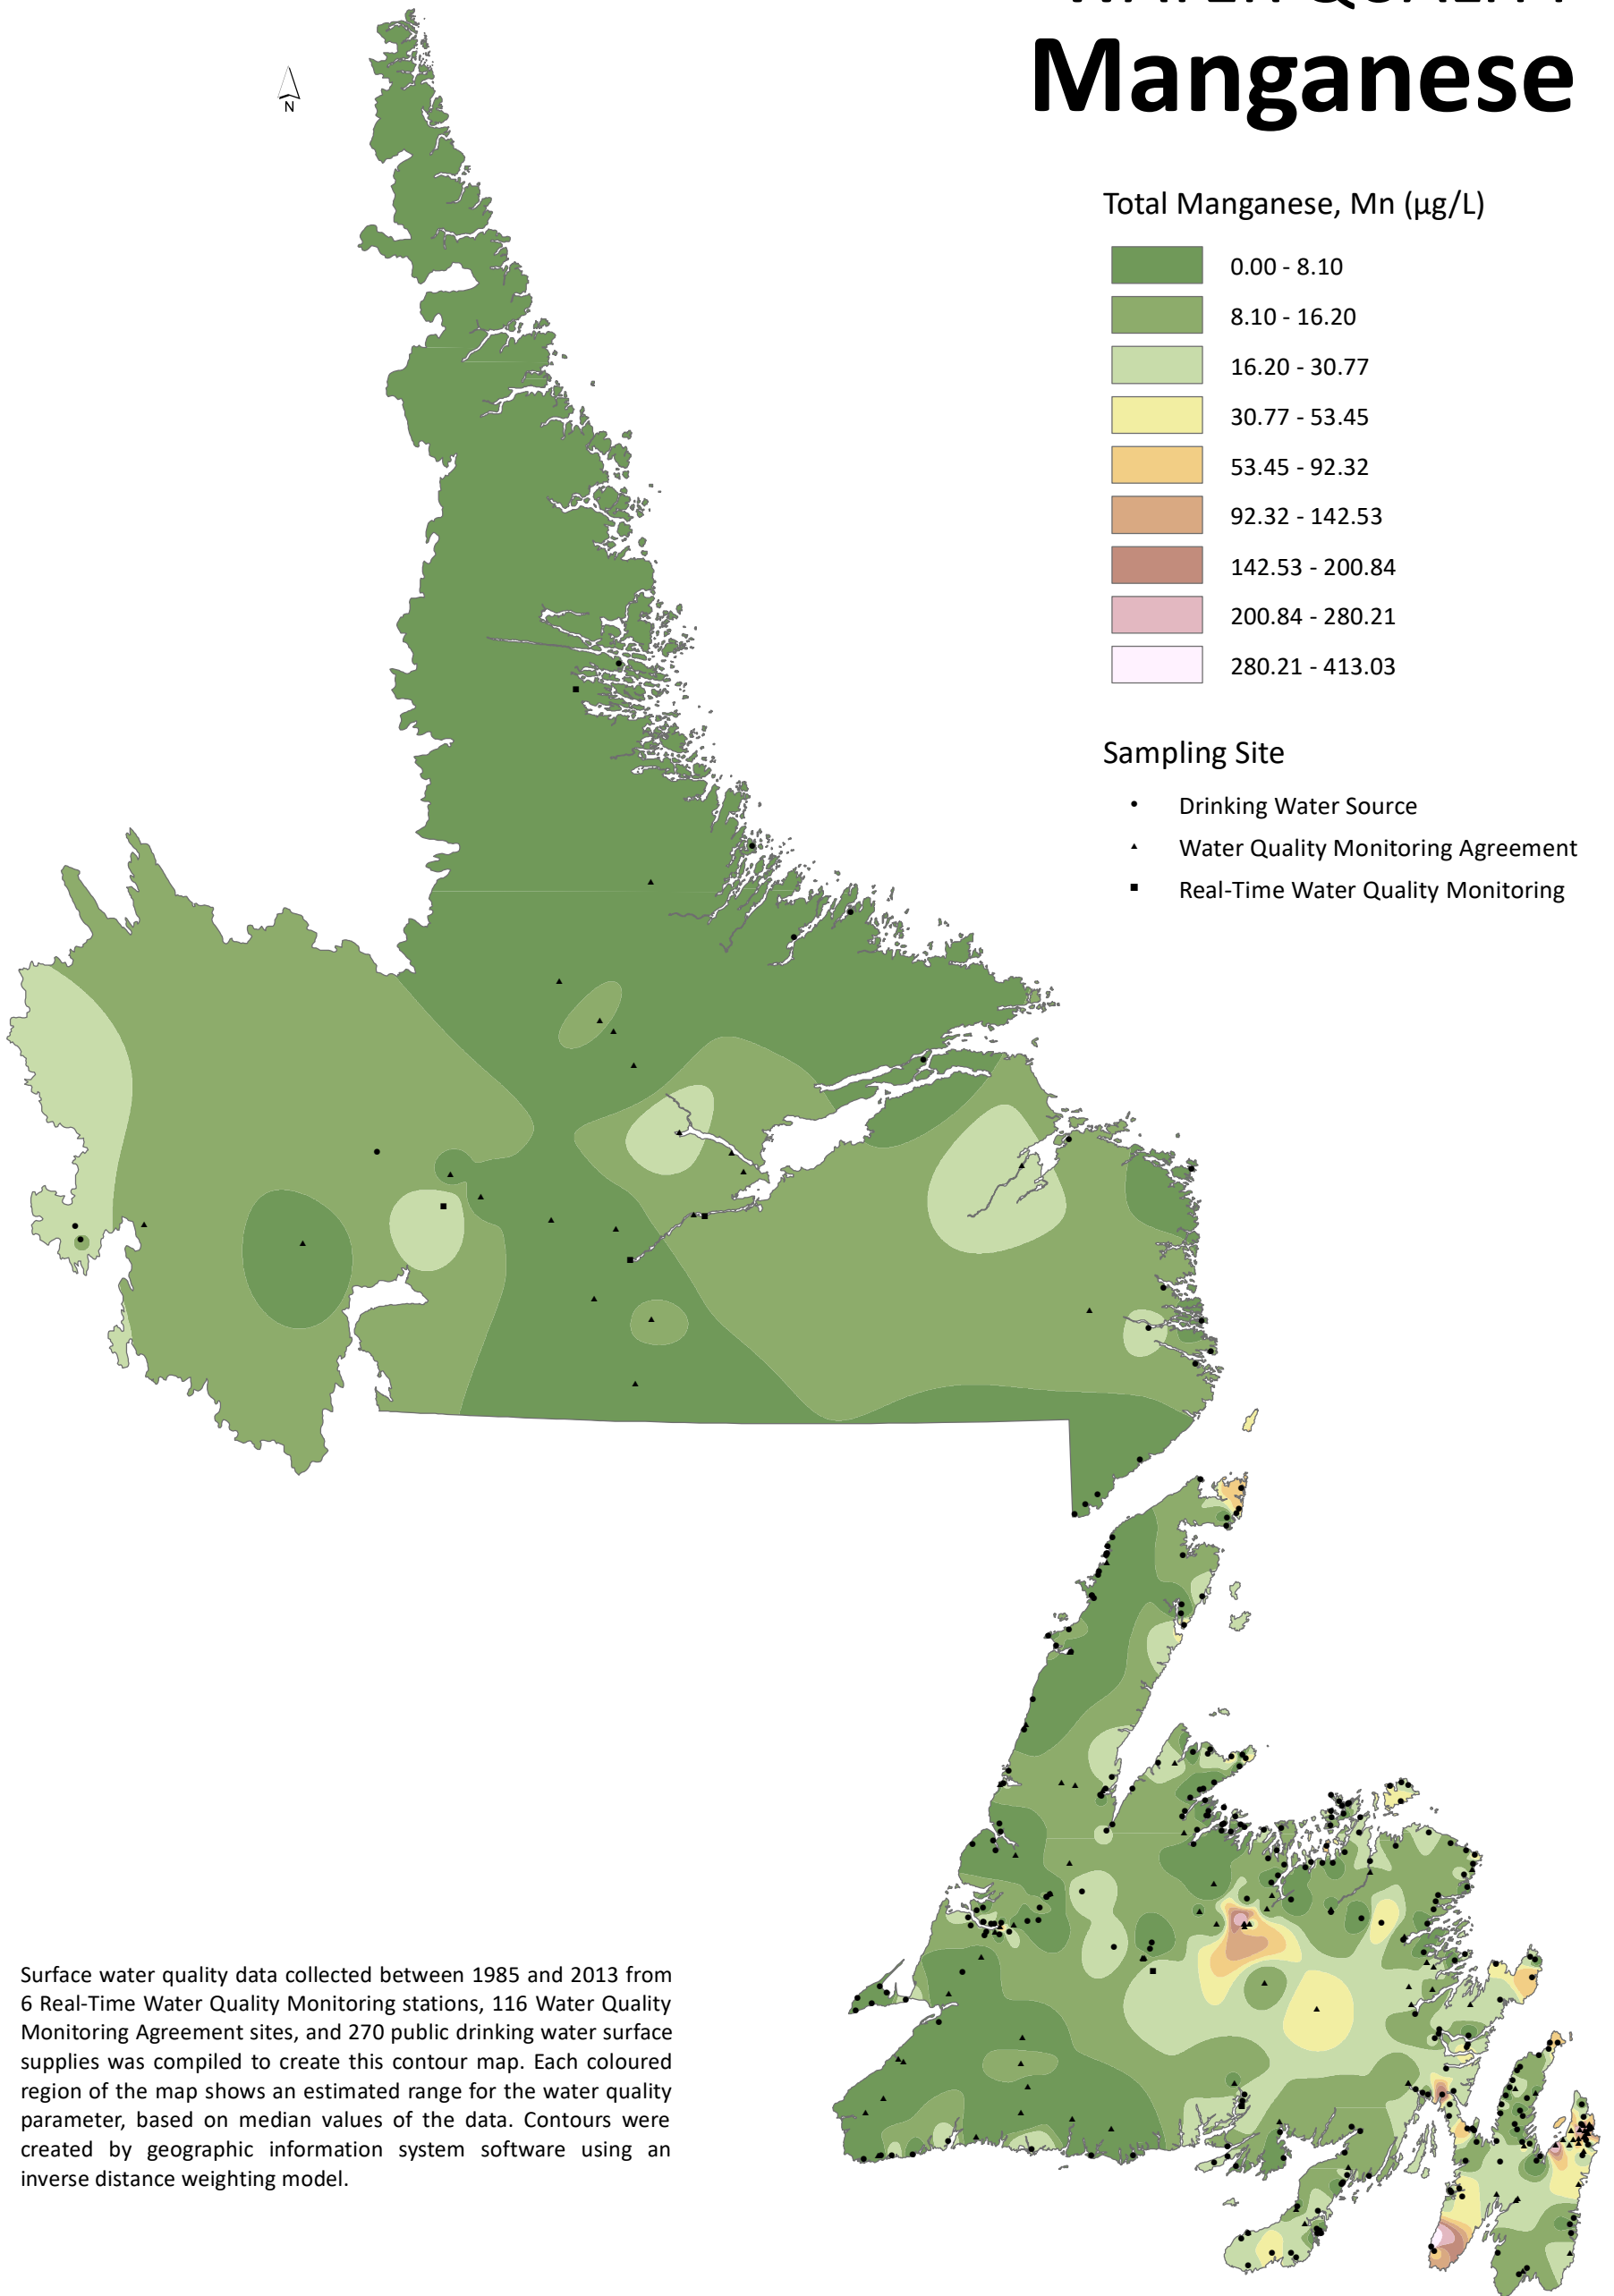 WATER QUALITY
Manganese
N
Total Manganese, Mn (µg/L)
0.00 - 8.10
8.10 - 16.20
16.20 - 30.77
30.77 - 53.45
53.45 - 92.32
92.32 - 142.53
142.53 - 200.84
200.84 - 280.21
280.21 - 413.03
Sampling Site
Drinking Water Source
Water Quality Monitoring Agreement
Real-Time Water Quality Monitoring
Surface water quality data collected between 1985 and 2013 from
6 Real-Time Water Quality Monitoring stations, 116 Water Quality
Monitoring Agreement sites, and 270 public drinking water surface
supplies was compiled to create this contour map. Each coloured
region of the map shows an estimated range for the water quality
parameter, based on median values of the data. Contours were
created by geographic information system software using an
inverse distance weighting model.